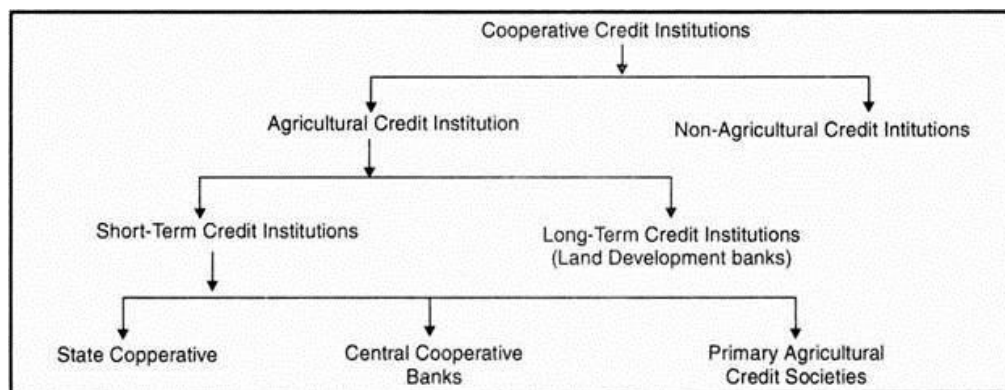 Cooperative Credit Institutions
Agricultural Credit Institution
Non-Agricultural Credit Intitutions
Short-Term Credit Institutions
Long-Term Credit Institutions
(Land Development banks)
State Copperative
Central Cooperative
Banks
Primary Agricultural
Credit Societies